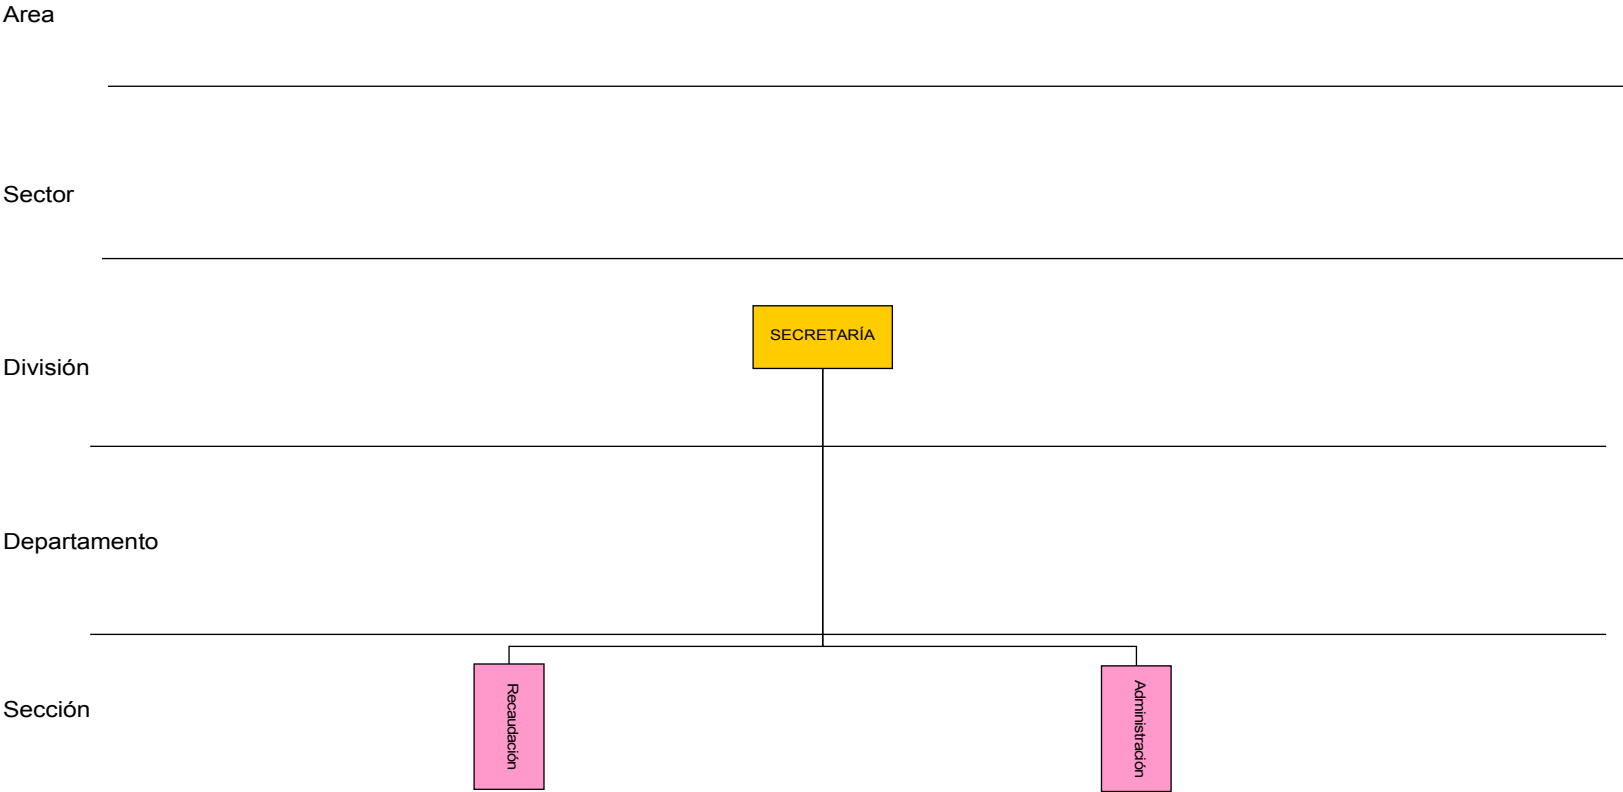 Area
Sector
SECRETARÍA
División
Departamento
Sección
Recaudación
Administración